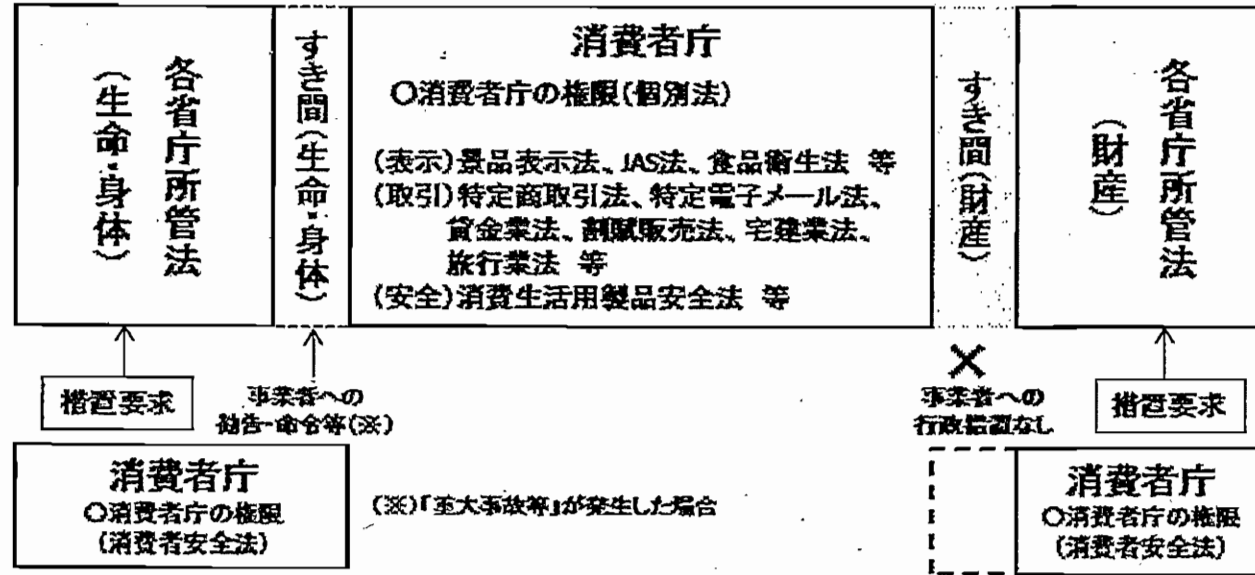 各省庁所管法
(生命・身体)
すき間(生命・身体)
消費者庁
○消費者庁の権限(個別法)
(表示)景品表示法、JAS法、食品衛生法 等
(取引)特定商取引法、特定電子メール法、
貸金業法、割賦販売法、宅建業法、
旅行業法 等
(安全)消費生活用製品安全法 等
すき間(財産)
各省庁所管法
(財産)
措置要求
事業者への
勧告・命令等(※)
×
事業者への
行政措置なし
措置要求
消費者庁
○消費者庁の権限
(消費者安全法)
(※)「重大事故等」が発生した場合
消費者庁
○消費者庁の権限
(消費者安全法)